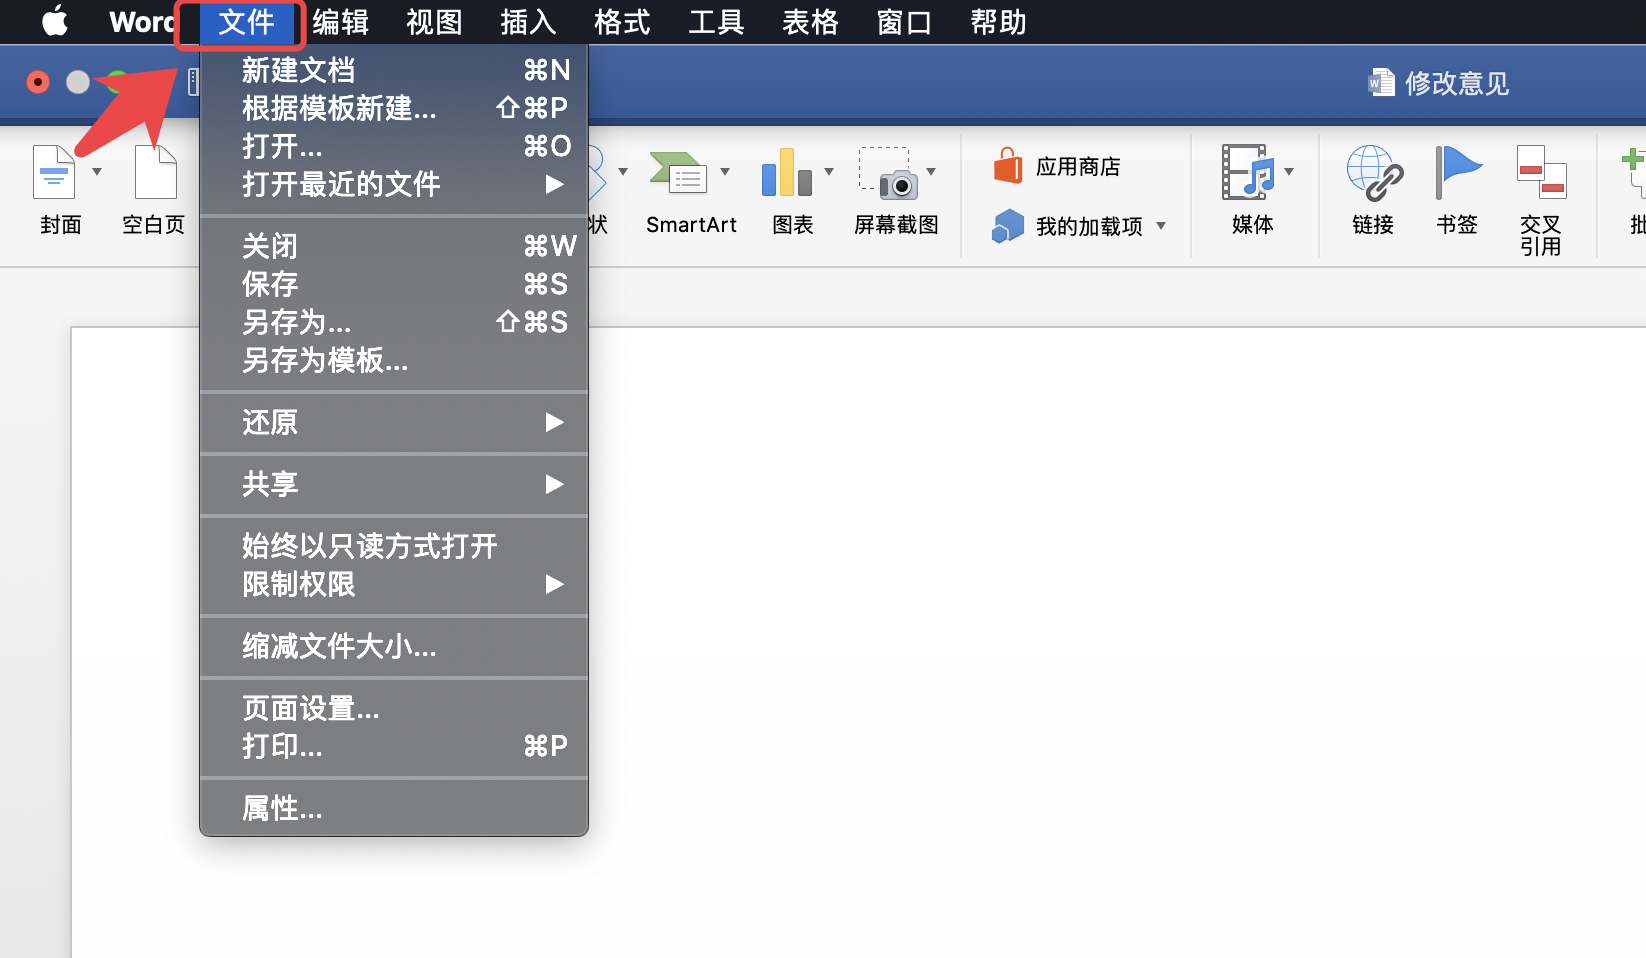 Word 文件 编辑 视图 插入 格式 工具 表格 窗口 帮助
修改意见
新建文档 ⌘N
根据模板新建... ⇧⌘P
打开... ⌘O
打开最近的文件 ▶
关闭 ⌘W
保存 ⌘S
另存为... ⇧⌘S
另存为模板...
还原 ▶
共享 ▶
始终以只读方式打开
限制权限 ▶
缩减文件大小...
页面设置...
打印... ⌘P
属性...
封面 空白页 状 SmartArt 图表 屏幕截图
应用商店
我的加载项
媒体 链接 书签 交叉
引用
批
W